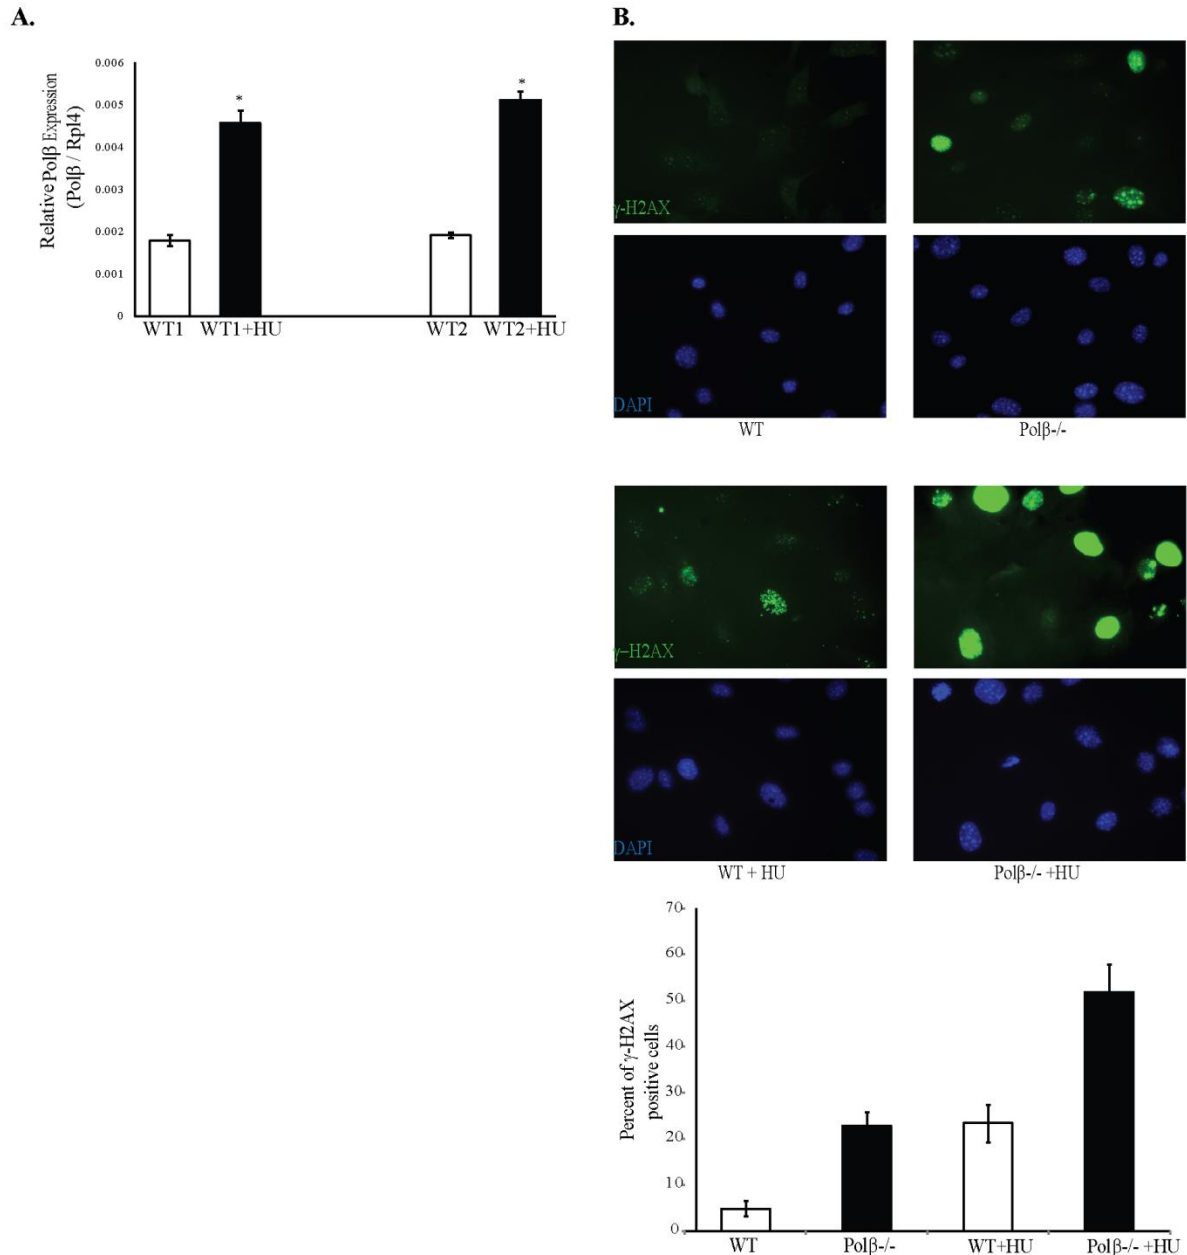 A.
Relative Polβ Expression
(Polβ / Rpl4)
0.006
0.005
0.004
0.003
0.002
0.001
0
*
*
WT1
WT1+HU
WT2
WT2+HU
B.
γ-H2AX
DAPI
WT
Polβ-/-
γ-H2AX
DAPI
WT + HU
Polβ-/- +HU
Percent of γ-H2AX
positive cells
70
60
50
40
30
20
10
0
WT
Polβ-/-
WT+HU
Polβ-/- +HU